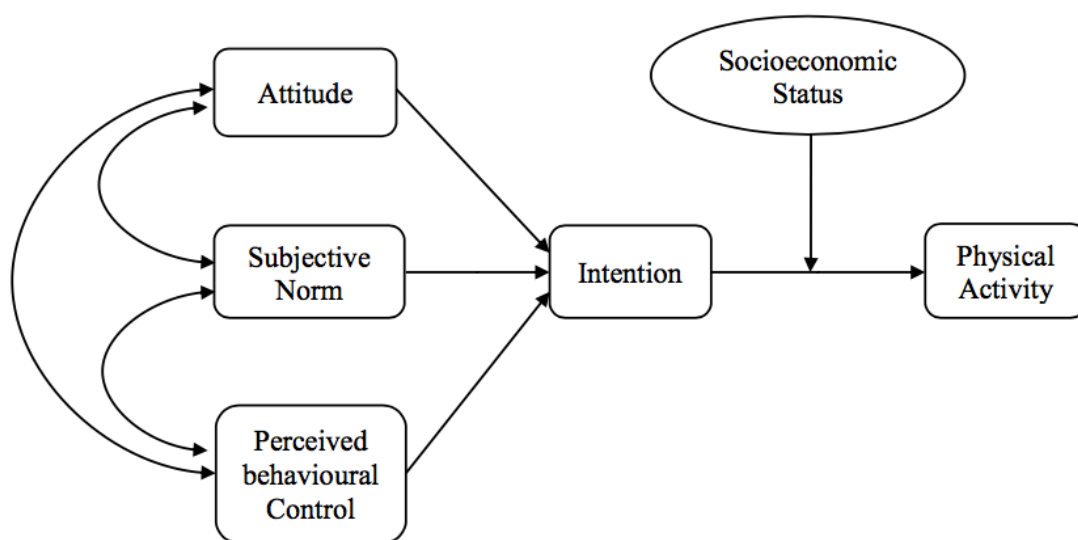 Attitude
Socioeconomic
Status
Subjective
Norm
Intention
Physical
Activity
Perceived
behavioural
Control